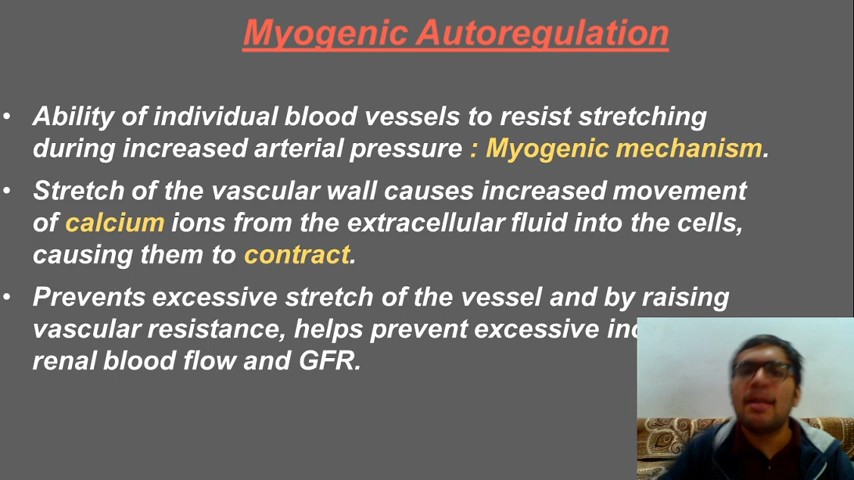 Myogenic Autoregulation
• Ability of individual blood vessels to resist stretching
during increased arterial pressure : Myogenic mechanism.
• Stretch of the vascular wall causes increased movement
of calcium ions from the extracellular fluid into the cells,
causing them to contract.
• Prevents excessive stretch of the vessel and by raising
vascular resistance, helps prevent excessive
renal blood flow and GFR.